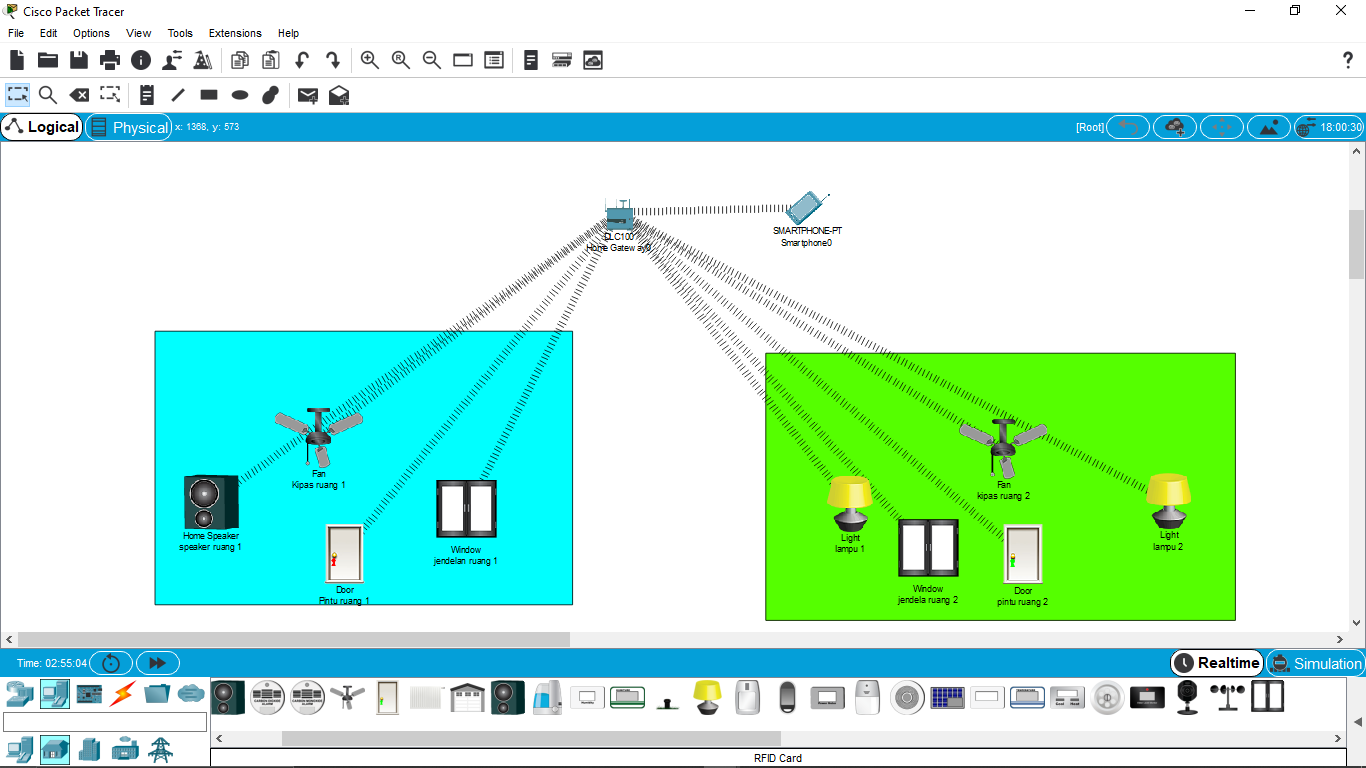 Cisco Packet Tracer
File Edit Options View Tools Extensions Help
?
Logical Physical x: 1368, y: 573 [Root] 18:00:30
SMARTPHONE-PT
Smartphone0
DLC100
Home Gateway0
Fan
Kipas ruang 1
Home Speaker
speaker ruang 1
Window
jendelan ruang 1
Door
Pintu ruang 1
Fan
kipas ruang 2
Light
lampu 1
Light
lampu 2
Window
jendela ruang 2
Door
pintu ruang 2
Time: 02:55:04 Realtime Simulation
RFID Card